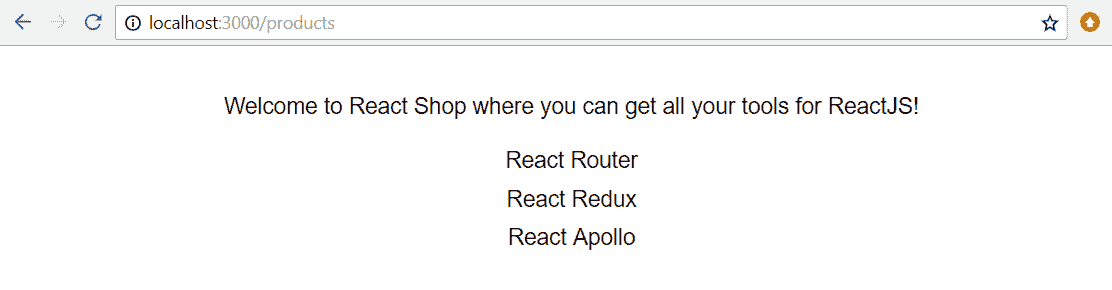 localhost:3000/products
Welcome to React Shop where you can get all your tools for ReactJS!
React Router
React Redux
React Apollo